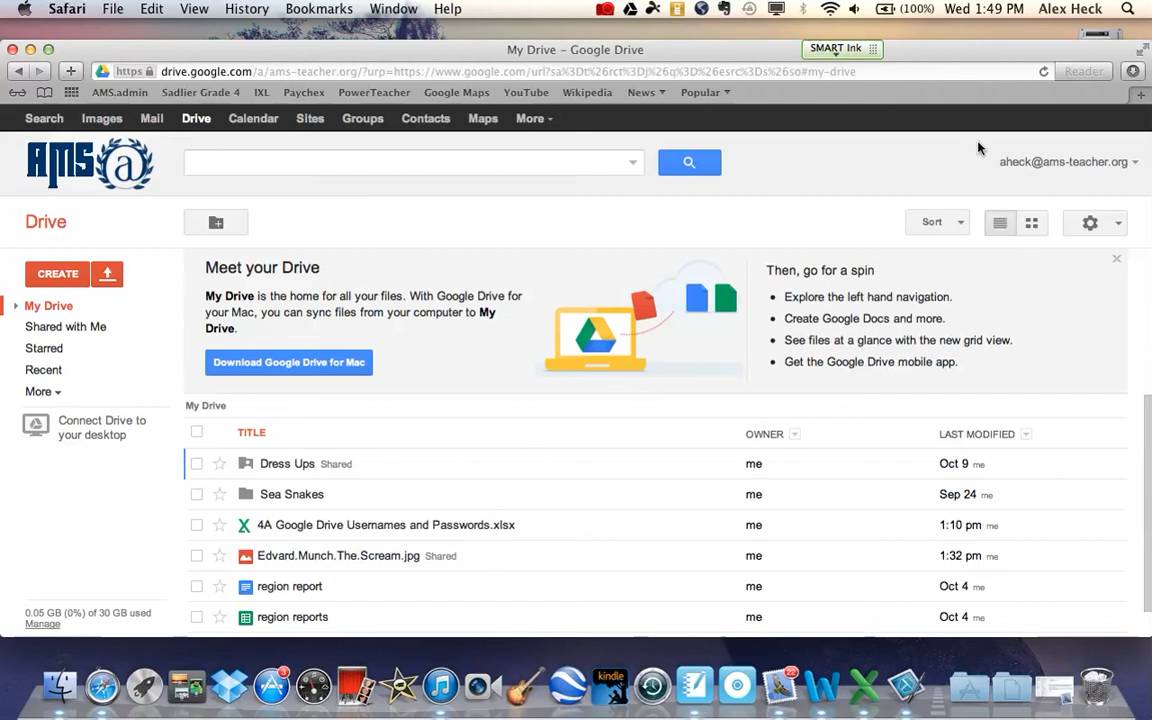 Safari File Edit View History Bookmarks Window Help (100%) Wed 1:49 PM Alex Heck
My Drive – Google Drive
SMART Ink
https drive.google.com/a/ams-teacher.org/?urp=https://www.google.com/url?sa%3Dt%26rct%3Dj%26q%3D%26esrc%3Ds%26so#my-drive Reader
AMS.admin Sadlier Grade 4 IXL Paychex PowerTeacher Google Maps YouTube Wikipedia News Popular
Search Images Mail Drive Calendar Sites Groups Contacts Maps More
AMS@
aheck@ams-teacher.org
Drive
Sort
CREATE
My Drive
Shared with Me
Starred
Recent
More
Connect Drive to
your desktop
0.05 GB (0%) of 30 GB used
Manage
Meet your Drive
My Drive is the home for all your files. With Google Drive for
your Mac, you can sync files from your computer to My
Drive.
Download Google Drive for Mac
Then, go for a spin
Explore the left hand navigation.
Create Google Docs and more.
See files at a glance with the new grid view.
Get the Google Drive mobile app.
My Drive
TITLE OWNER LAST MODIFIED
Dress Ups Shared me Oct 9 me
Sea Snakes me Sep 24 me
4A Google Drive Usernames and Passwords.xlsx me 1:10 pm me
Edvard.Munch.The.Scream.jpg Shared me 1:32 pm me
region report me Oct 4 me
region reports me Oct 4 me
3
kindle
22